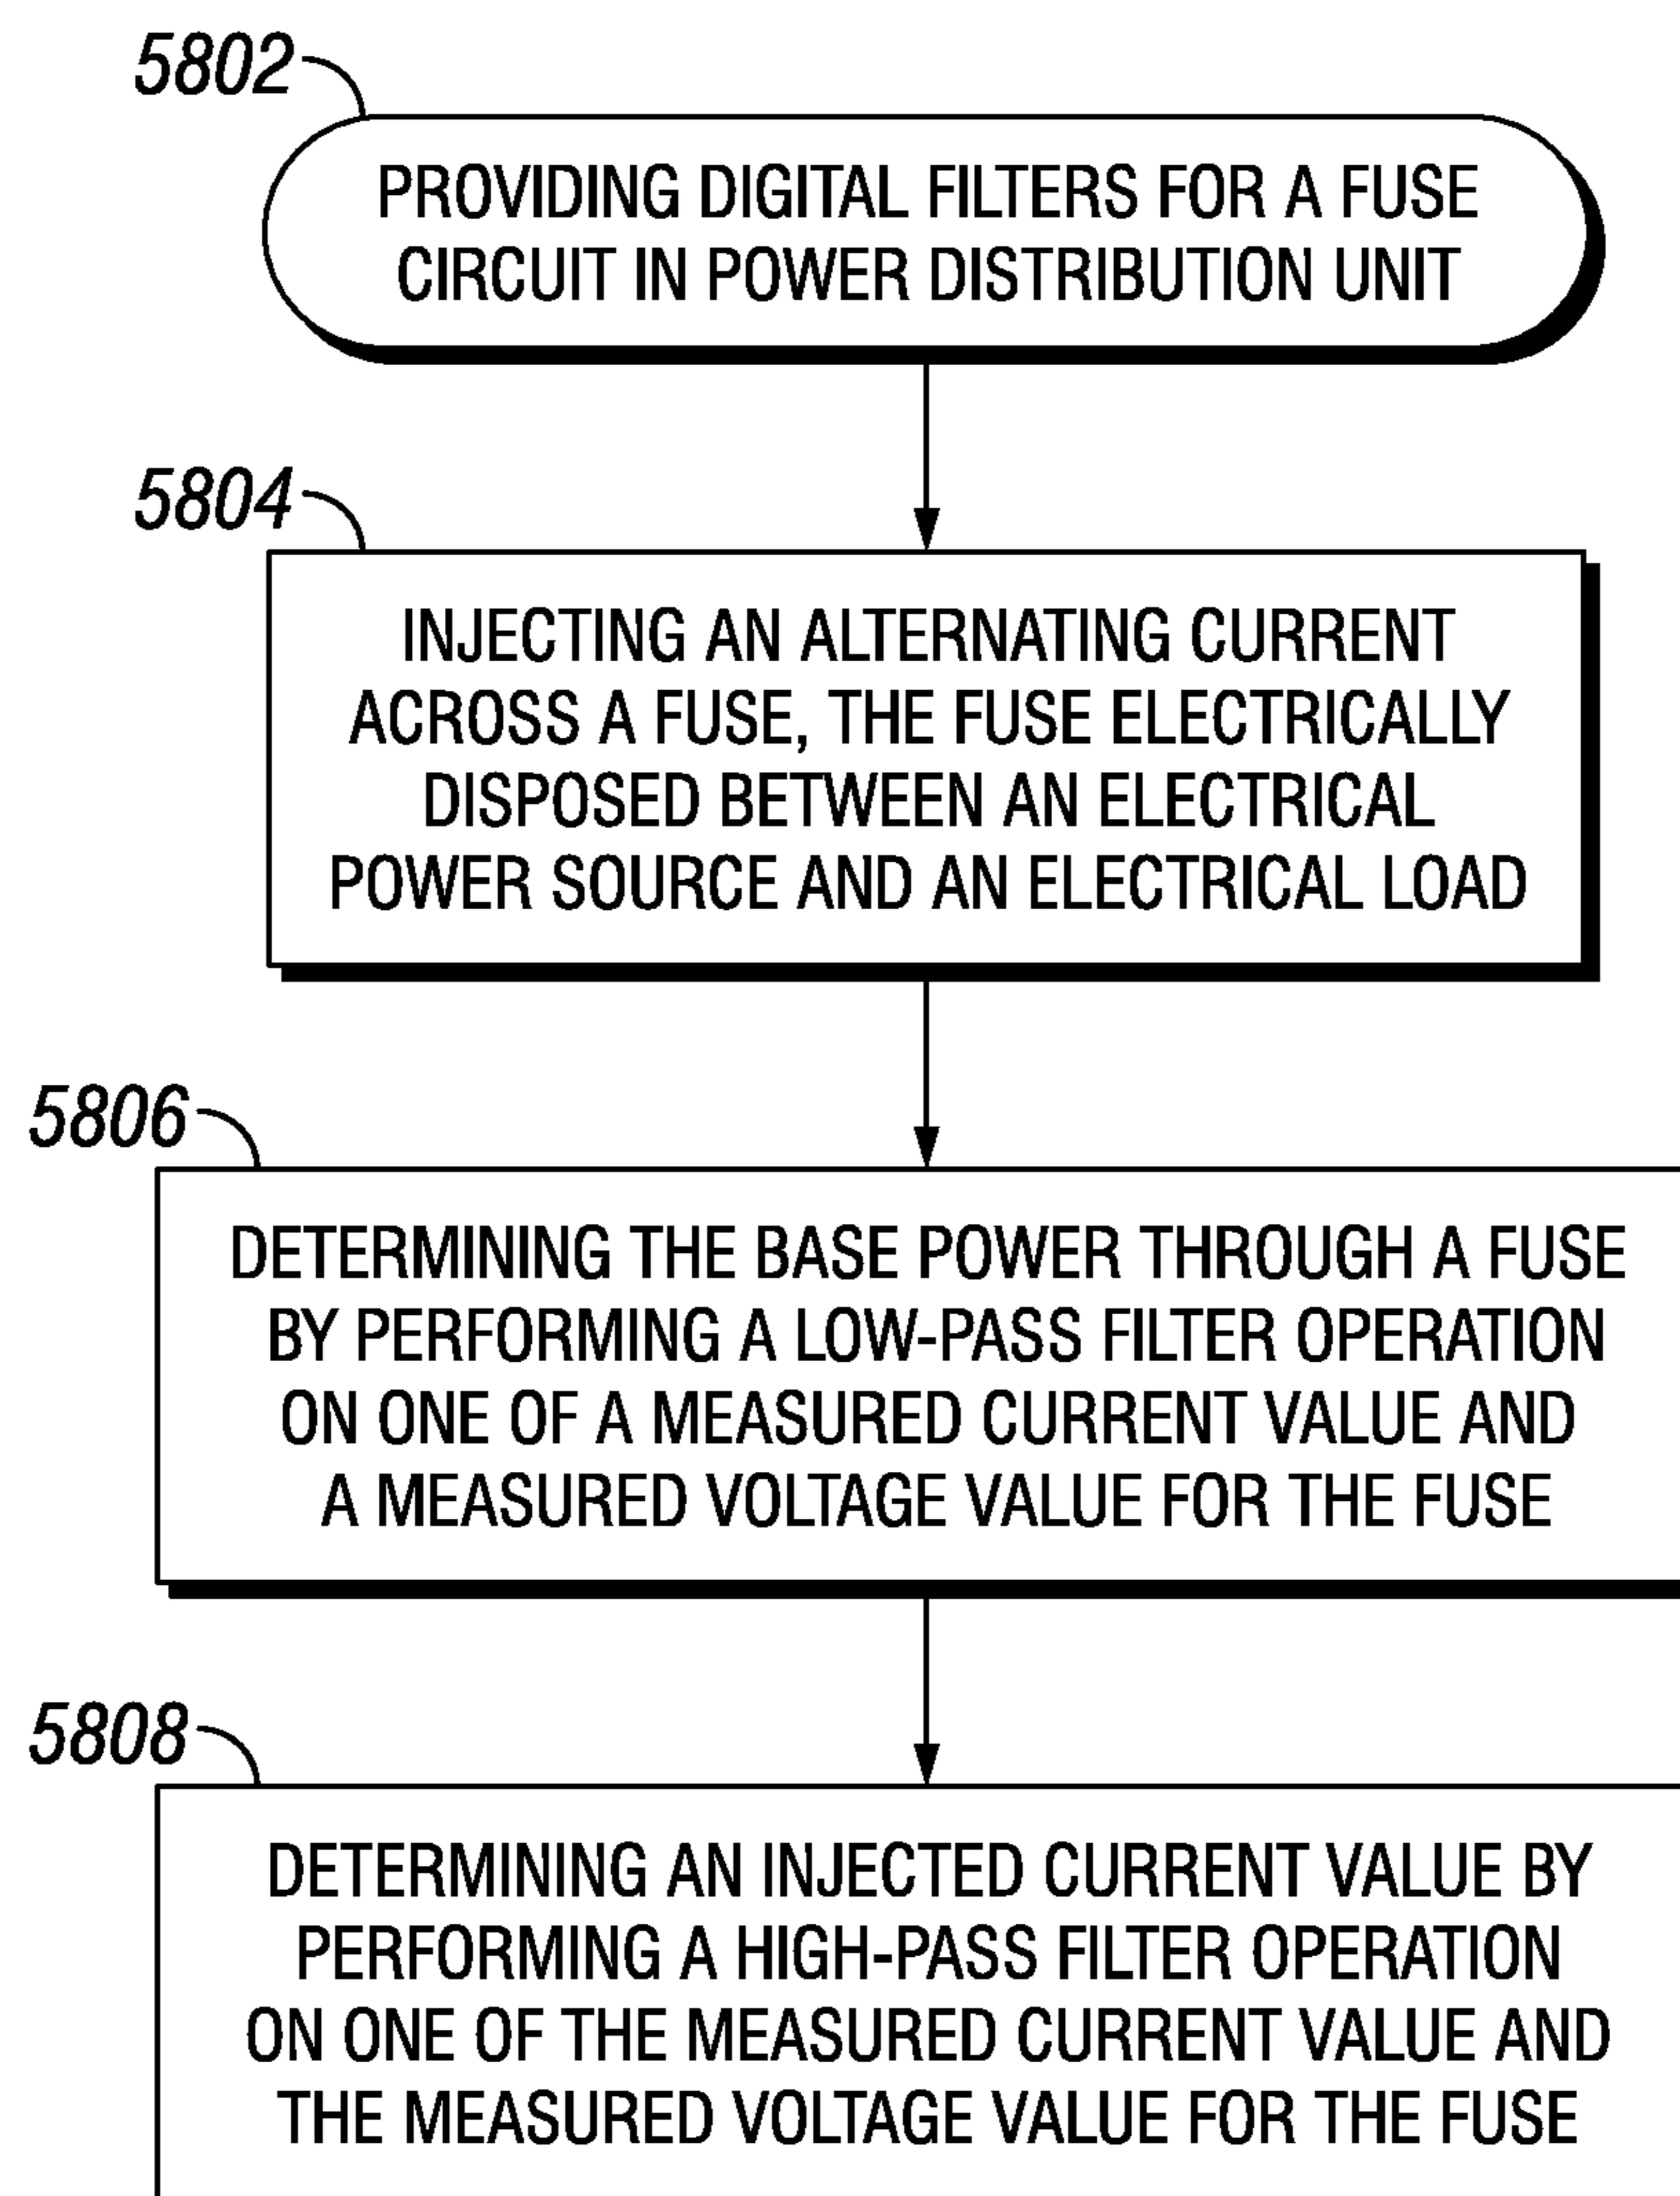 5802
PROVIDING DIGITAL FILTERS FOR A FUSE
CIRCUIT IN POWER DISTRIBUTION UNIT
5804
INJECTING AN ALTERNATING CURRENT
ACROSS A FUSE, THE FUSE ELECTRICALLY
DISPOSED BETWEEN AN ELECTRICAL
POWER SOURCE AND AN ELECTRICAL LOAD
5806
DETERMINING THE BASE POWER THROUGH A FUSE
BY PERFORMING A LOW-PASS FILTER OPERATION
ON ONE OF A MEASURED CURRENT VALUE AND
A MEASURED VOLTAGE VALUE FOR THE FUSE
5808
DETERMINING AN INJECTED CURRENT VALUE BY
PERFORMING A HIGH-PASS FILTER OPERATION
ON ONE OF THE MEASURED CURRENT VALUE AND
THE MEASURED VOLTAGE VALUE FOR THE FUSE